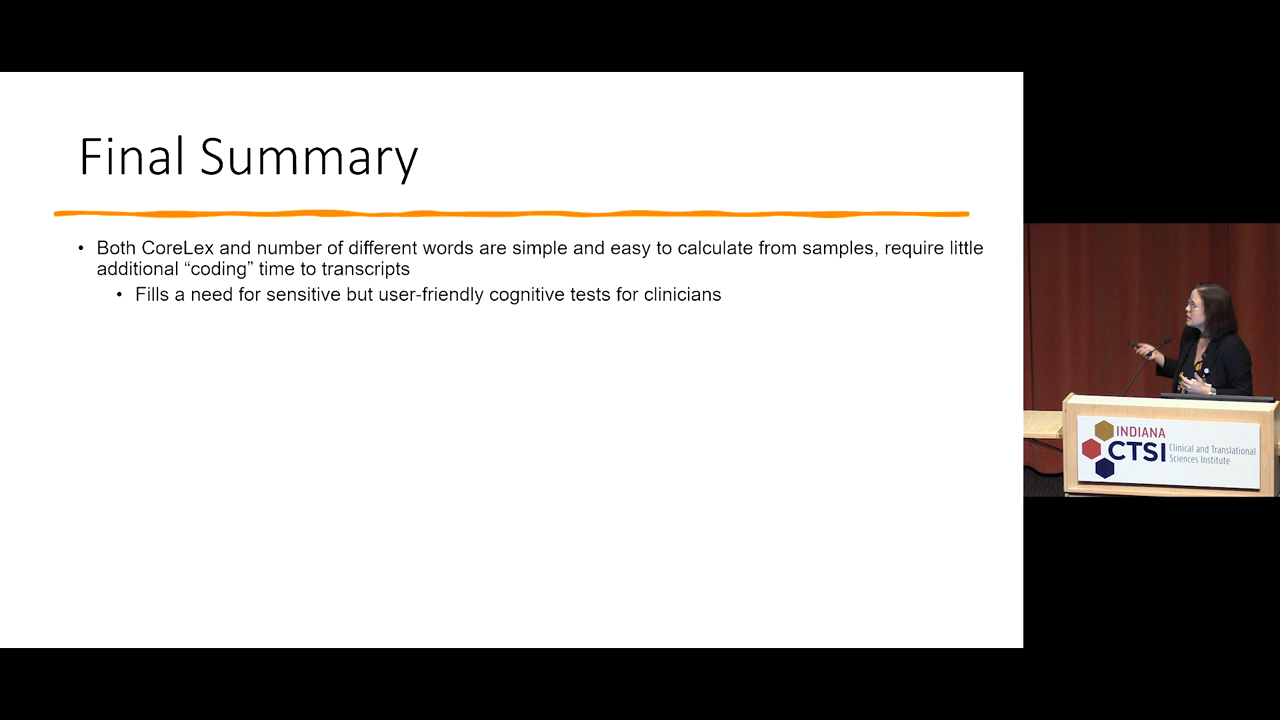 Final Summary
• Both CoreLex and number of different words are simple and easy to calculate from samples, require little
additional “coding” time to transcripts
• Fills a need for sensitive but user-friendly cognitive tests for clinicians
INDIANA
CTSI
Clinical and Translational
Sciences Institute